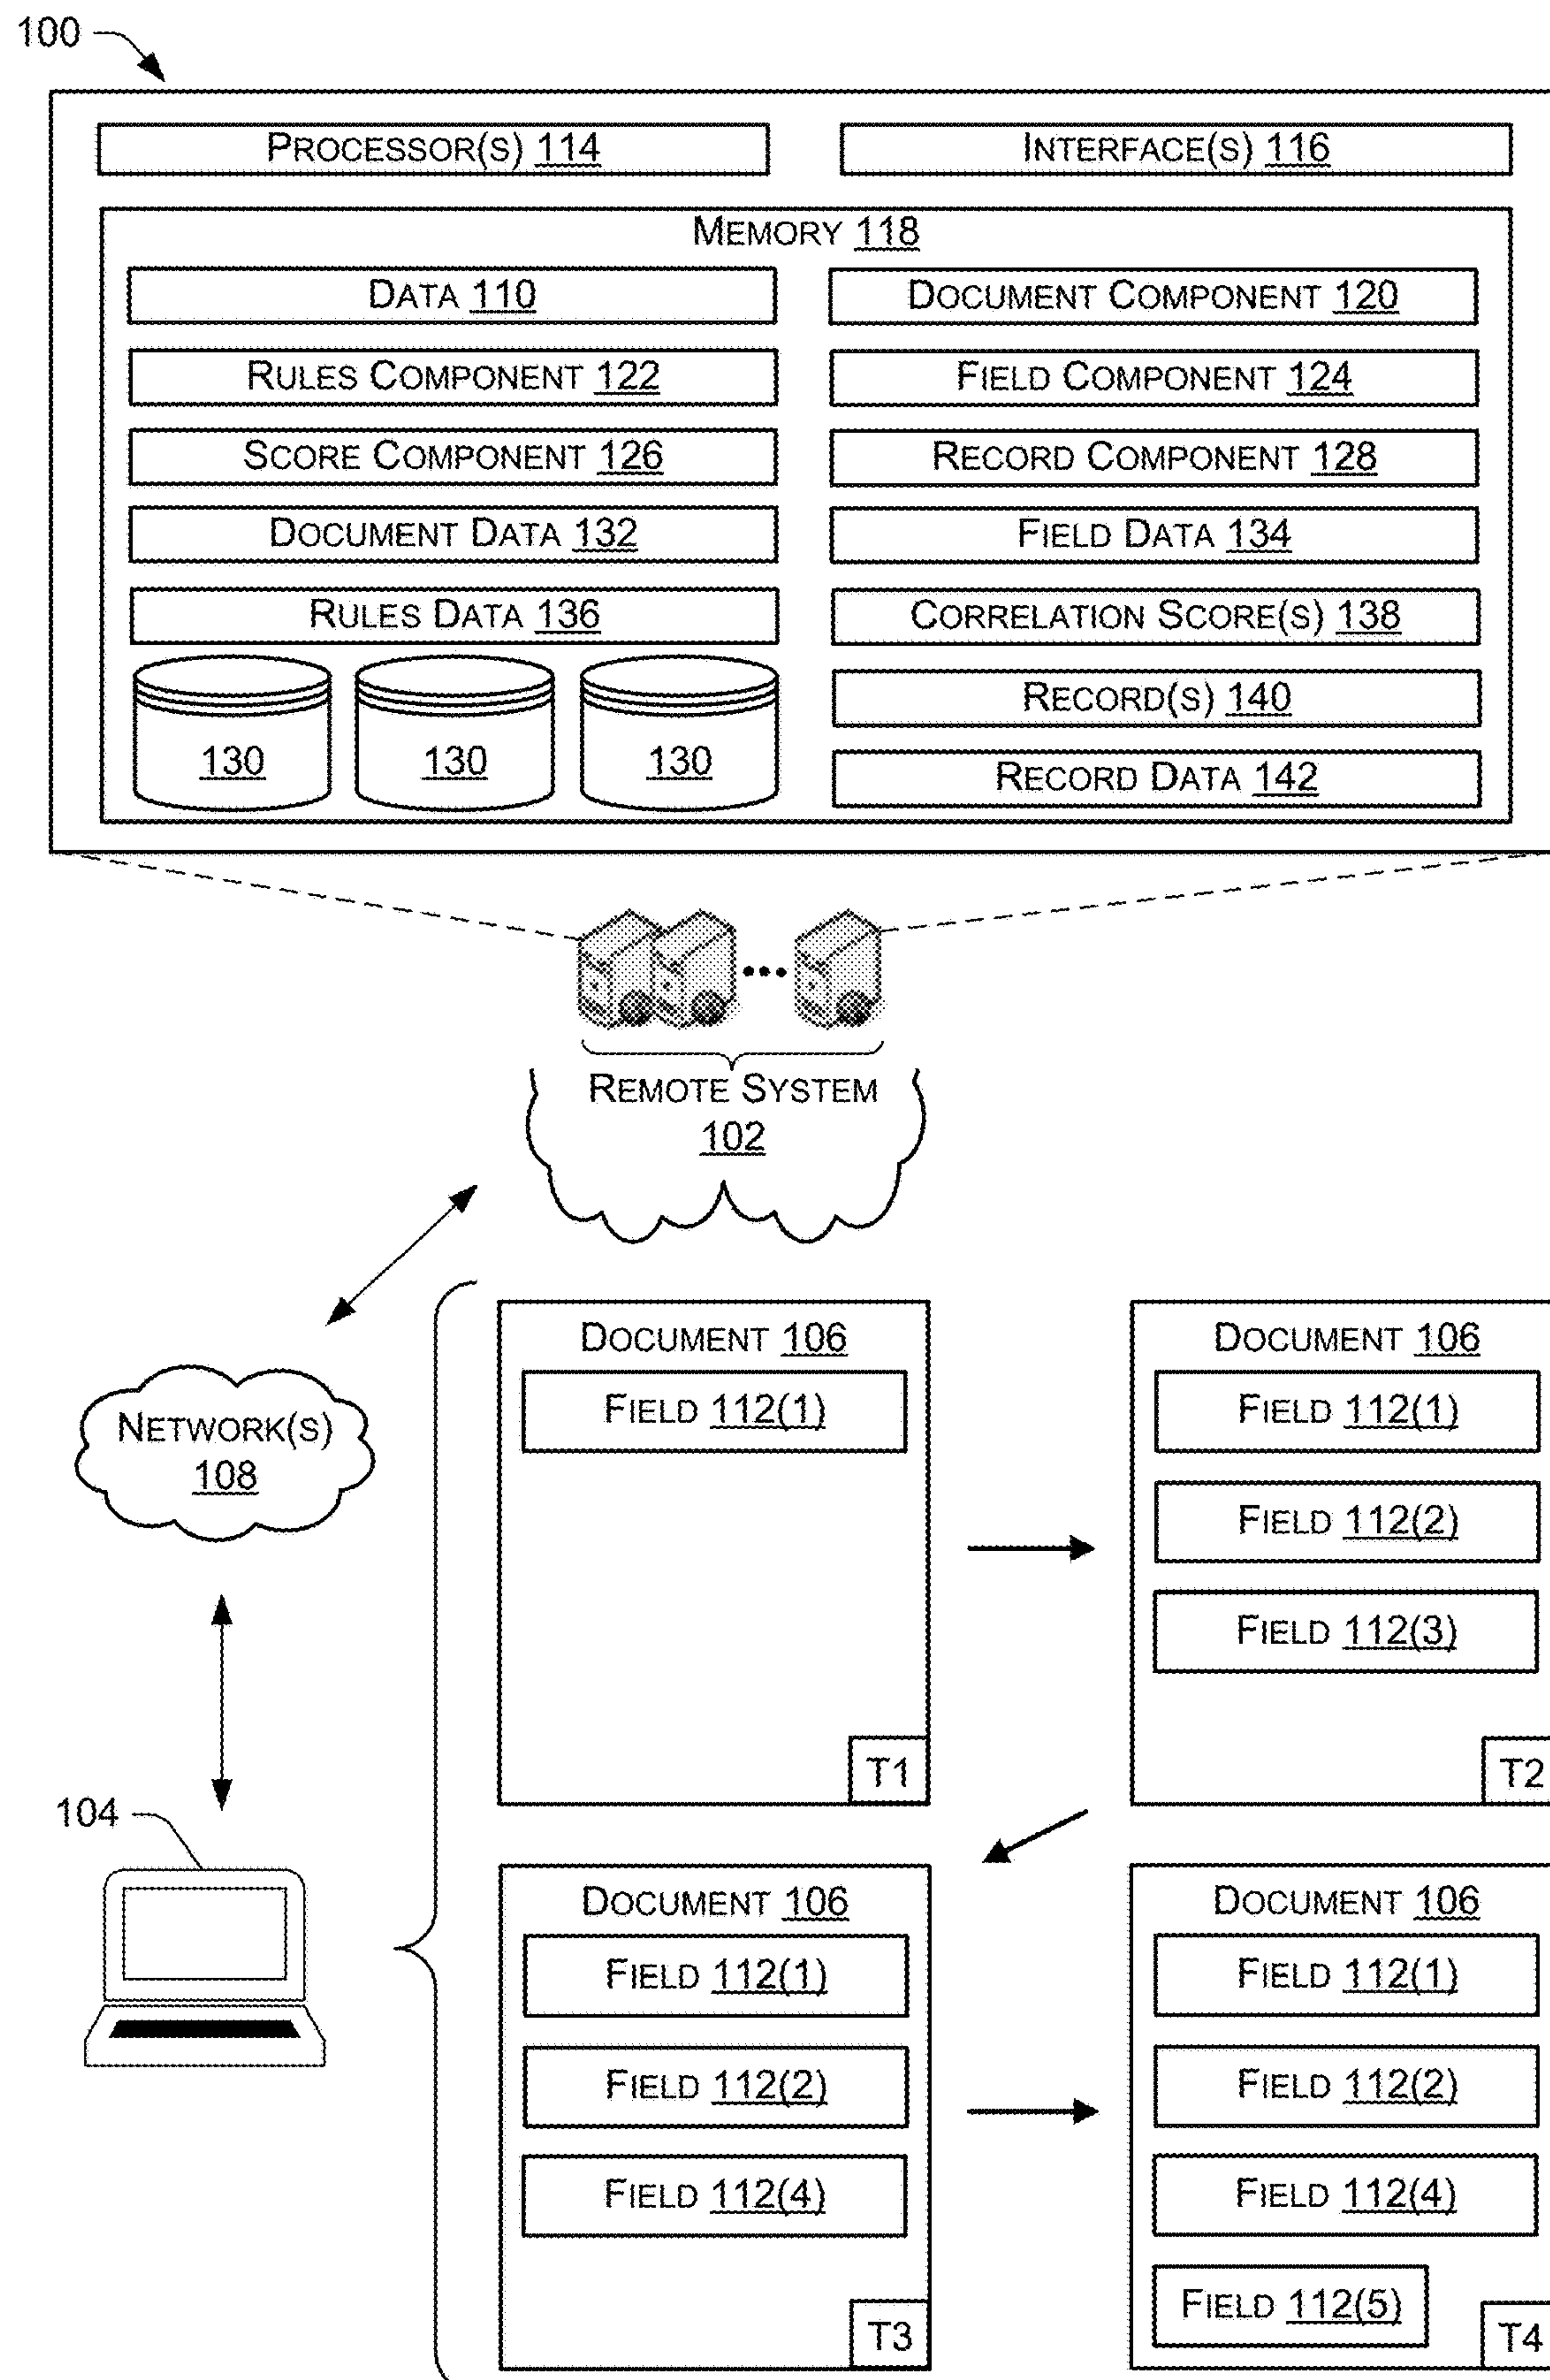 100
PROCESSOR(S) 114
INTERFACE(S) 116
MEMORY 118
DATA 110
DOCUMENT COMPONENT 120
RULES COMPONENT 122
FIELD COMPONENT 124
SCORE COMPONENT 126
RECORD COMPONENT 128
DOCUMENT DATA 132
FIELD DATA 134
RULES DATA 136
CORRELATION SCORE(S) 138
130
130
130
RECORD(S) 140
RECORD DATA 142
REMOTE SYSTEM
102
NETWORK(S)
108
104
DOCUMENT 106
FIELD 112(1)
T1
DOCUMENT 106
FIELD 112(1)
FIELD 112(2)
FIELD 112(3)
T2
DOCUMENT 106
FIELD 112(1)
FIELD 112(2)
FIELD 112(4)
T3
DOCUMENT 106
FIELD 112(1)
FIELD 112(2)
FIELD 112(4)
FIELD 112(5)
T4